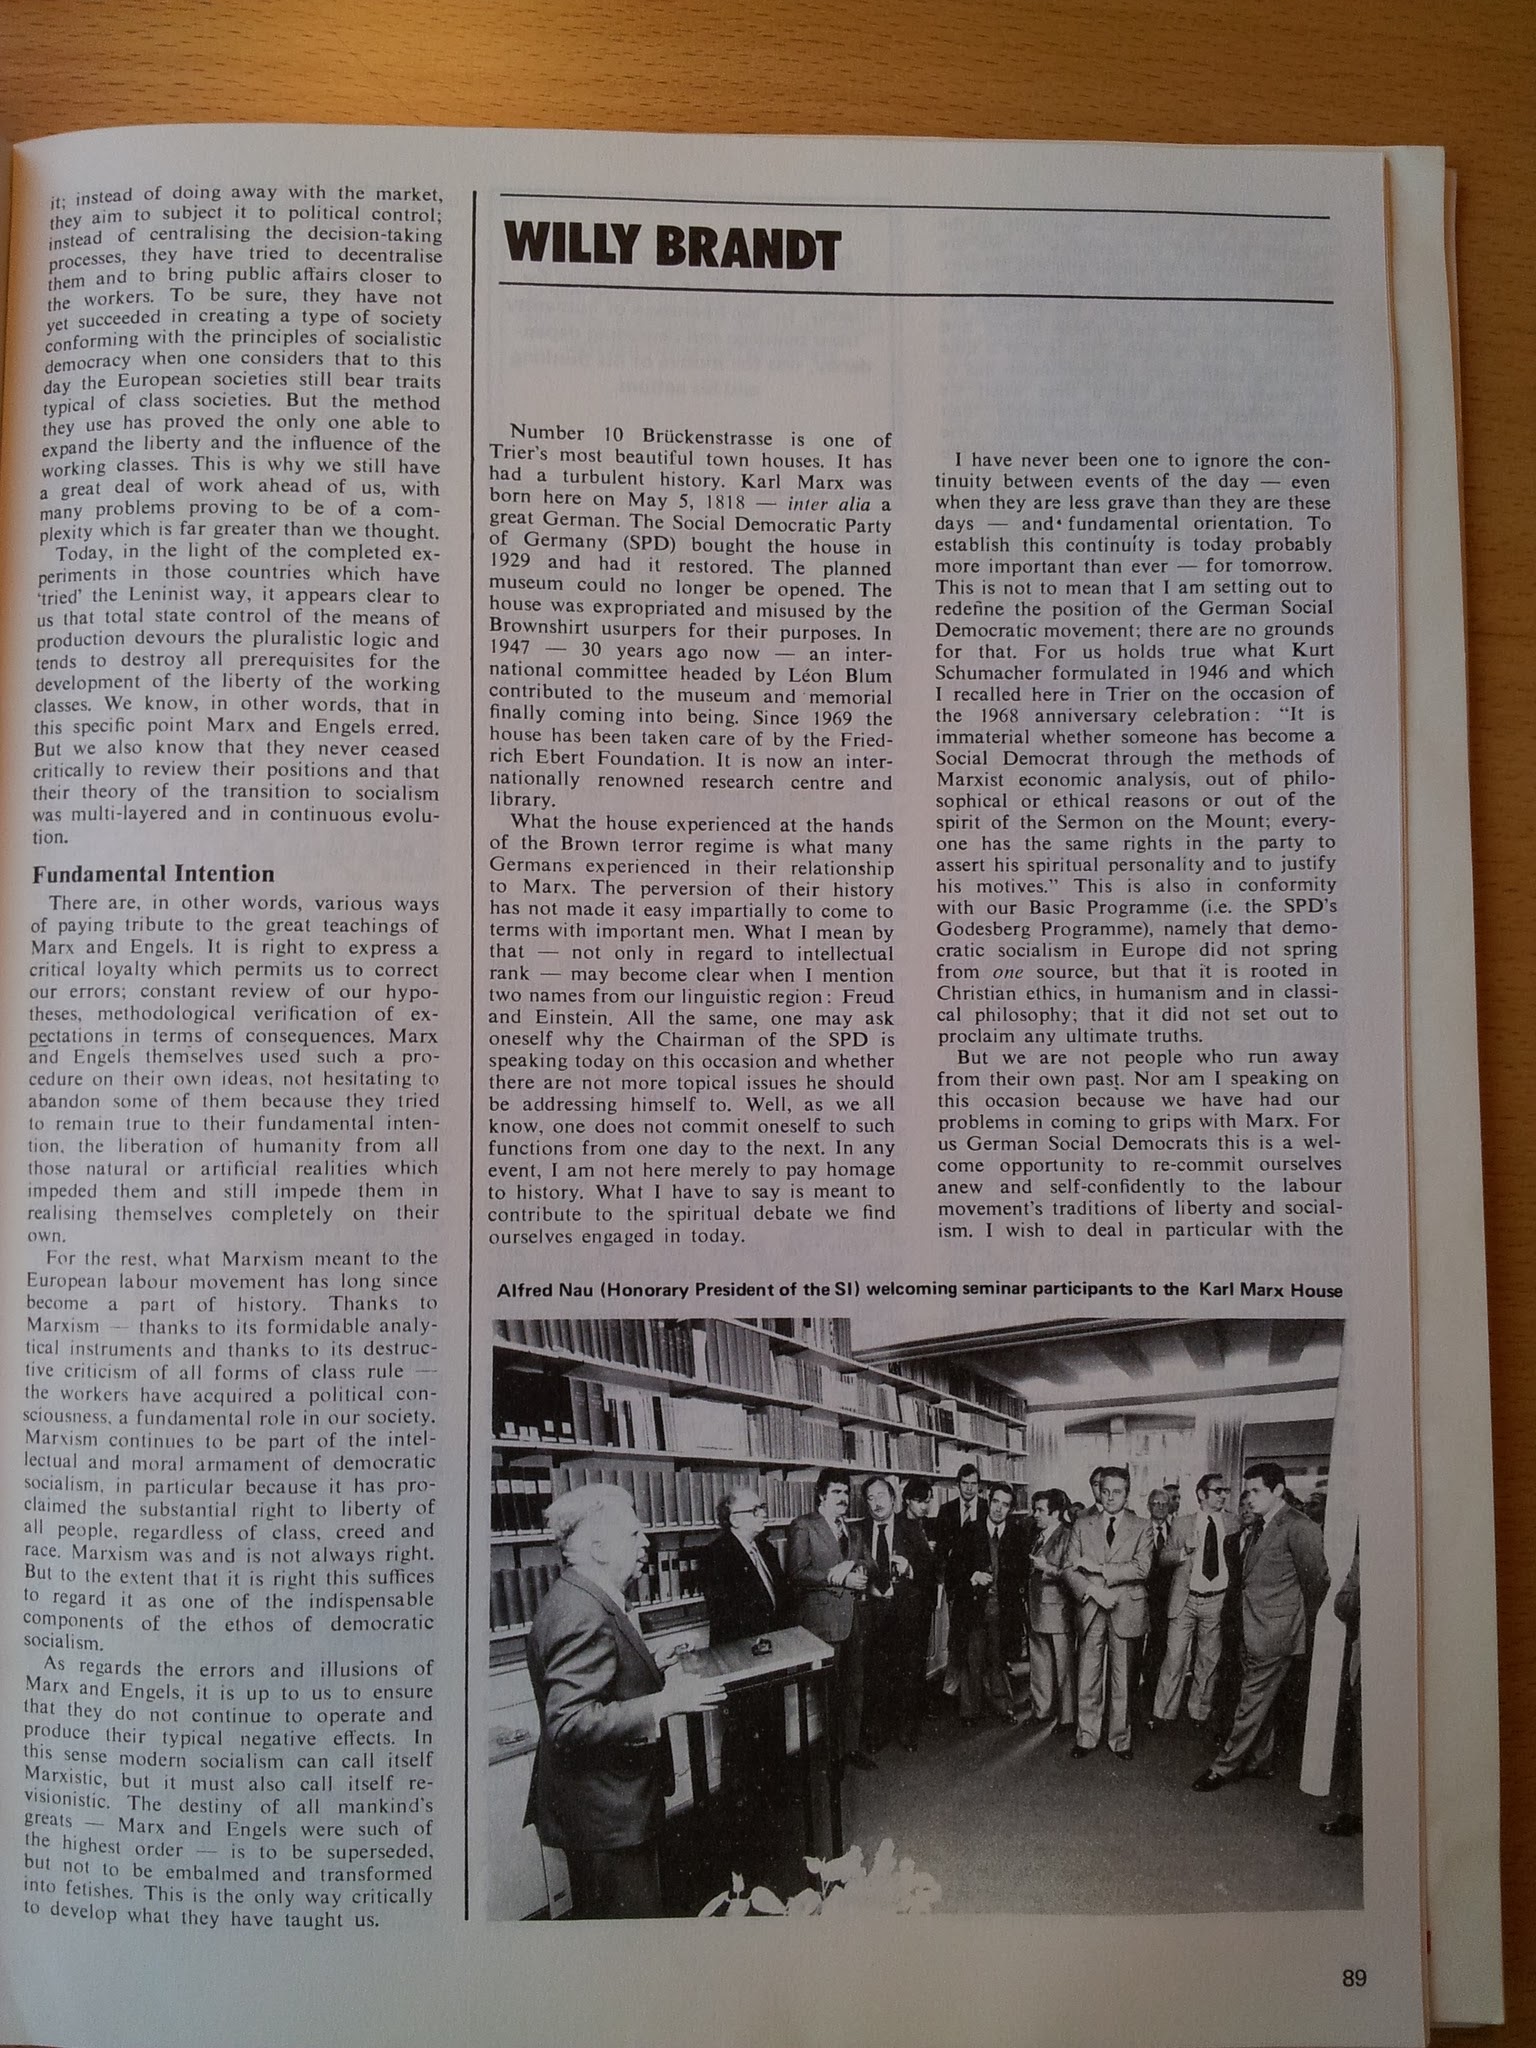 it; instead of doing away with the market,
they aim to subject it to political control;
instead of centralising the decision-taking
processes, they have tried to decentralise
them and to bring public affairs closer to
the workers. To be sure, they have not
yet succeeded in creating a type of society
conforming with the principles of socialistic
democracy when one considers that to this
day the European societies still bear traits
typical of class societies. But the method
they use has proved the only one able to
expand the liberty and the influence of the
working classes. This is why we still have
a great deal of work ahead of us, with
many problems proving to be of a com-
plexity which is far greater than we thought.
Today, in the light of the completed ex-
periments in those countries which have
'tried' the Leninist way, it appears clear to
us that total state control of the means of
production devours the pluralistic logic and
tends to destroy all prerequisites for the
development of the liberty of the working
classes. We know, in other words, that in
this specific point Marx and Engels erred.
But we also know that they never ceased
critically to review their positions and that
their theory of the transition to socialism
was multi-layered and in continuous evolu-
tion.
Fundamental Intention
There are, in other words, various ways
of paying tribute to the great teachings of
Marx and Engels. It is right to express a
critical loyalty which permits us to correct
our errors; constant review of our hypo-
theses, methodological verification of ex-
pectations in terms of consequences. Marx
and Engels themselves used such a pro-
cedure on their own ideas, not hesitating to
abandon some of them because they tried
to remain true to their fundamental inten-
tion, the liberation of humanity from all
those natural or artificial realities which
impeded them and still impede them in
realising themselves completely on their
own.
For the rest, what Marxism meant to the
European labour movement has long since
become a part of history. Thanks to
Marxism — thanks to its formidable analy-
tical instruments and thanks to its destruc-
tive criticism of all forms of class rule —
the workers have acquired a political con-
sciousness, a fundamental role in our society.
Marxism continues to be part of the intel-
lectual and moral armament of democratic
socialism, in particular because it has pro-
claimed the substantial right to liberty of
all people, regardless of class, creed and
race. Marxism was and is not always right.
But to the extent that it is right this suffices
to regard it as one of the indispensable
components of the ethos of democratic
socialism.
As regards the errors and illusions of
Marx and Engels, it is up to us to ensure
that they do not continue to operate and
produce their typical negative effects. In
this sense modern socialism can call itself
Marxistic, but it must also call itself re-
visionistic. The destiny of all mankind's
greats — Marx and Engels were such of
the highest order — is to be superseded,
but not to be embalmed and transformed
into fetishes. This is the only way critically
to develop what they have taught us.
WILLY BRANDT
Number 10 Brückenstrasse is one of
Trier's most beautiful town houses. It has
had a turbulent history. Karl Marx was
born here on May 5, 1818 — inter alia a
great German. The Social Democratic Party
of Germany (SPD) bought the house in
1929 and had it restored. The planned
museum could no longer be opened. The
house was expropriated and misused by the
Brownshirt usurpers for their purposes. In
1947 — 30 years ago now — an inter-
national committee headed by Léon Blum
contributed to the museum and memorial
finally coming into being. Since 1969 the
house has been taken care of by the Fried-
rich Ebert Foundation. It is now an inter-
nationally renowned research centre and
library.
What the house experienced at the hands
of the Brown terror regime is what many
Germans experienced in their relationship
to Marx. The perversion of their history
has not made it easy impartially to come to
terms with important men. What I mean by
that — not only in regard to intellectual
rank — may become clear when I mention
two names from our linguistic region: Freud
and Einstein. All the same, one may ask
oneself why the Chairman of the SPD is
speaking today on this occasion and whether
there are not more topical issues he should
be addressing himself to. Well, as we all
know, one does not commit oneself to such
functions from one day to the next. In any
event, I am not here merely to pay homage
to history. What I have to say is meant to
contribute to the spiritual debate we find
ourselves engaged in today.
I have never been one to ignore the con-
tinuity between events of the day — even
when they are less grave than they are these
days — and fundamental orientation. To
establish this continuity is today probably
more important than ever — for tomorrow.
This is not to mean that I am setting out to
redefine the position of the German Social
Democratic movement; there are no grounds
for that. For us holds true what Kurt
Schumacher formulated in 1946 and which
I recalled here in Trier on the occasion of
the 1968 anniversary celebration: "It is
immaterial whether someone has become a
Social Democrat through the methods of
Marxist economic analysis, out of philo-
sophical or ethical reasons or out of the
spirit of the Sermon on the Mount; every-
one has the same rights in the party to
assert his spiritual personality and to justify
his motives." This is also in conformity
with our Basic Programme (i.e. the SPD's
Godesberg Programme), namely that demo-
cratic socialism in Europe did not spring
from one source, but that it is rooted in
Christian ethics, in humanism and in classi-
cal philosophy; that it did not set out to
proclaim any ultimate truths.
But we are not people who run away
from their own past. Nor am I speaking on
this occasion because we have had our
problems in coming to grips with Marx. For
us German Social Democrats this is a wel-
come opportunity to re-commit ourselves
anew and self-confidently to the labour
movement's traditions of liberty and social-
ism. I wish to deal in particular with the
Alfred Nau (Honorary President of the SI) welcoming seminar participants to the Karl Marx House
89